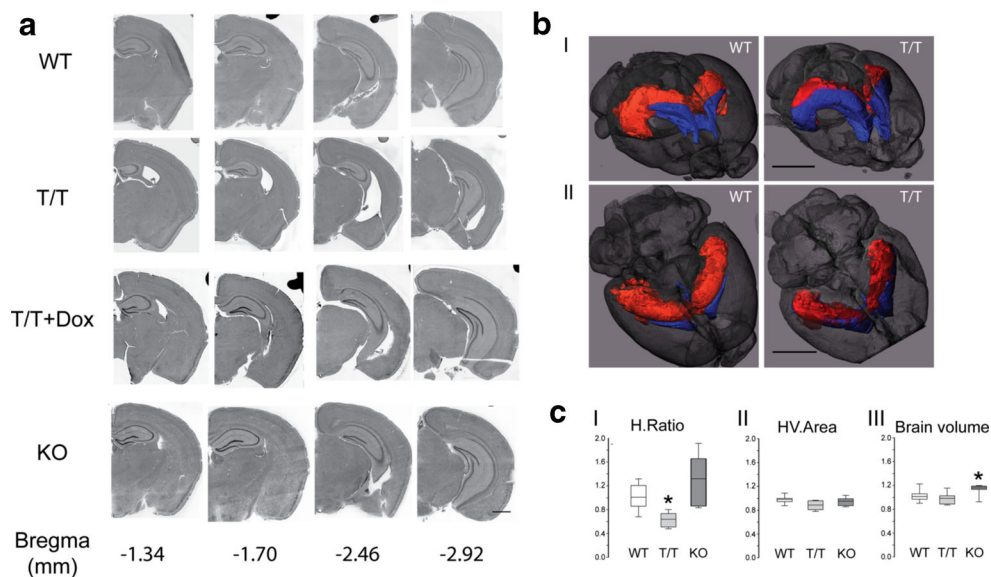 a
WT
T/T
T/T+Dox
KO
Bregma
(mm)
-1.34 -1.70 -2.46 -2.92
b
I
WT
T/T
II
WT
T/T
c
I
H.Ratio
2.0
1.6
1.2
0.8
0.4
0.0
*
WT T/T KO
II
HV.Area
2.0
1.6
1.2
0.8
0.4
0.0
WT T/T KO
III
Brain volume
2.0
1.6
1.2
0.8
0.4
0.0
*
WT T/T KO